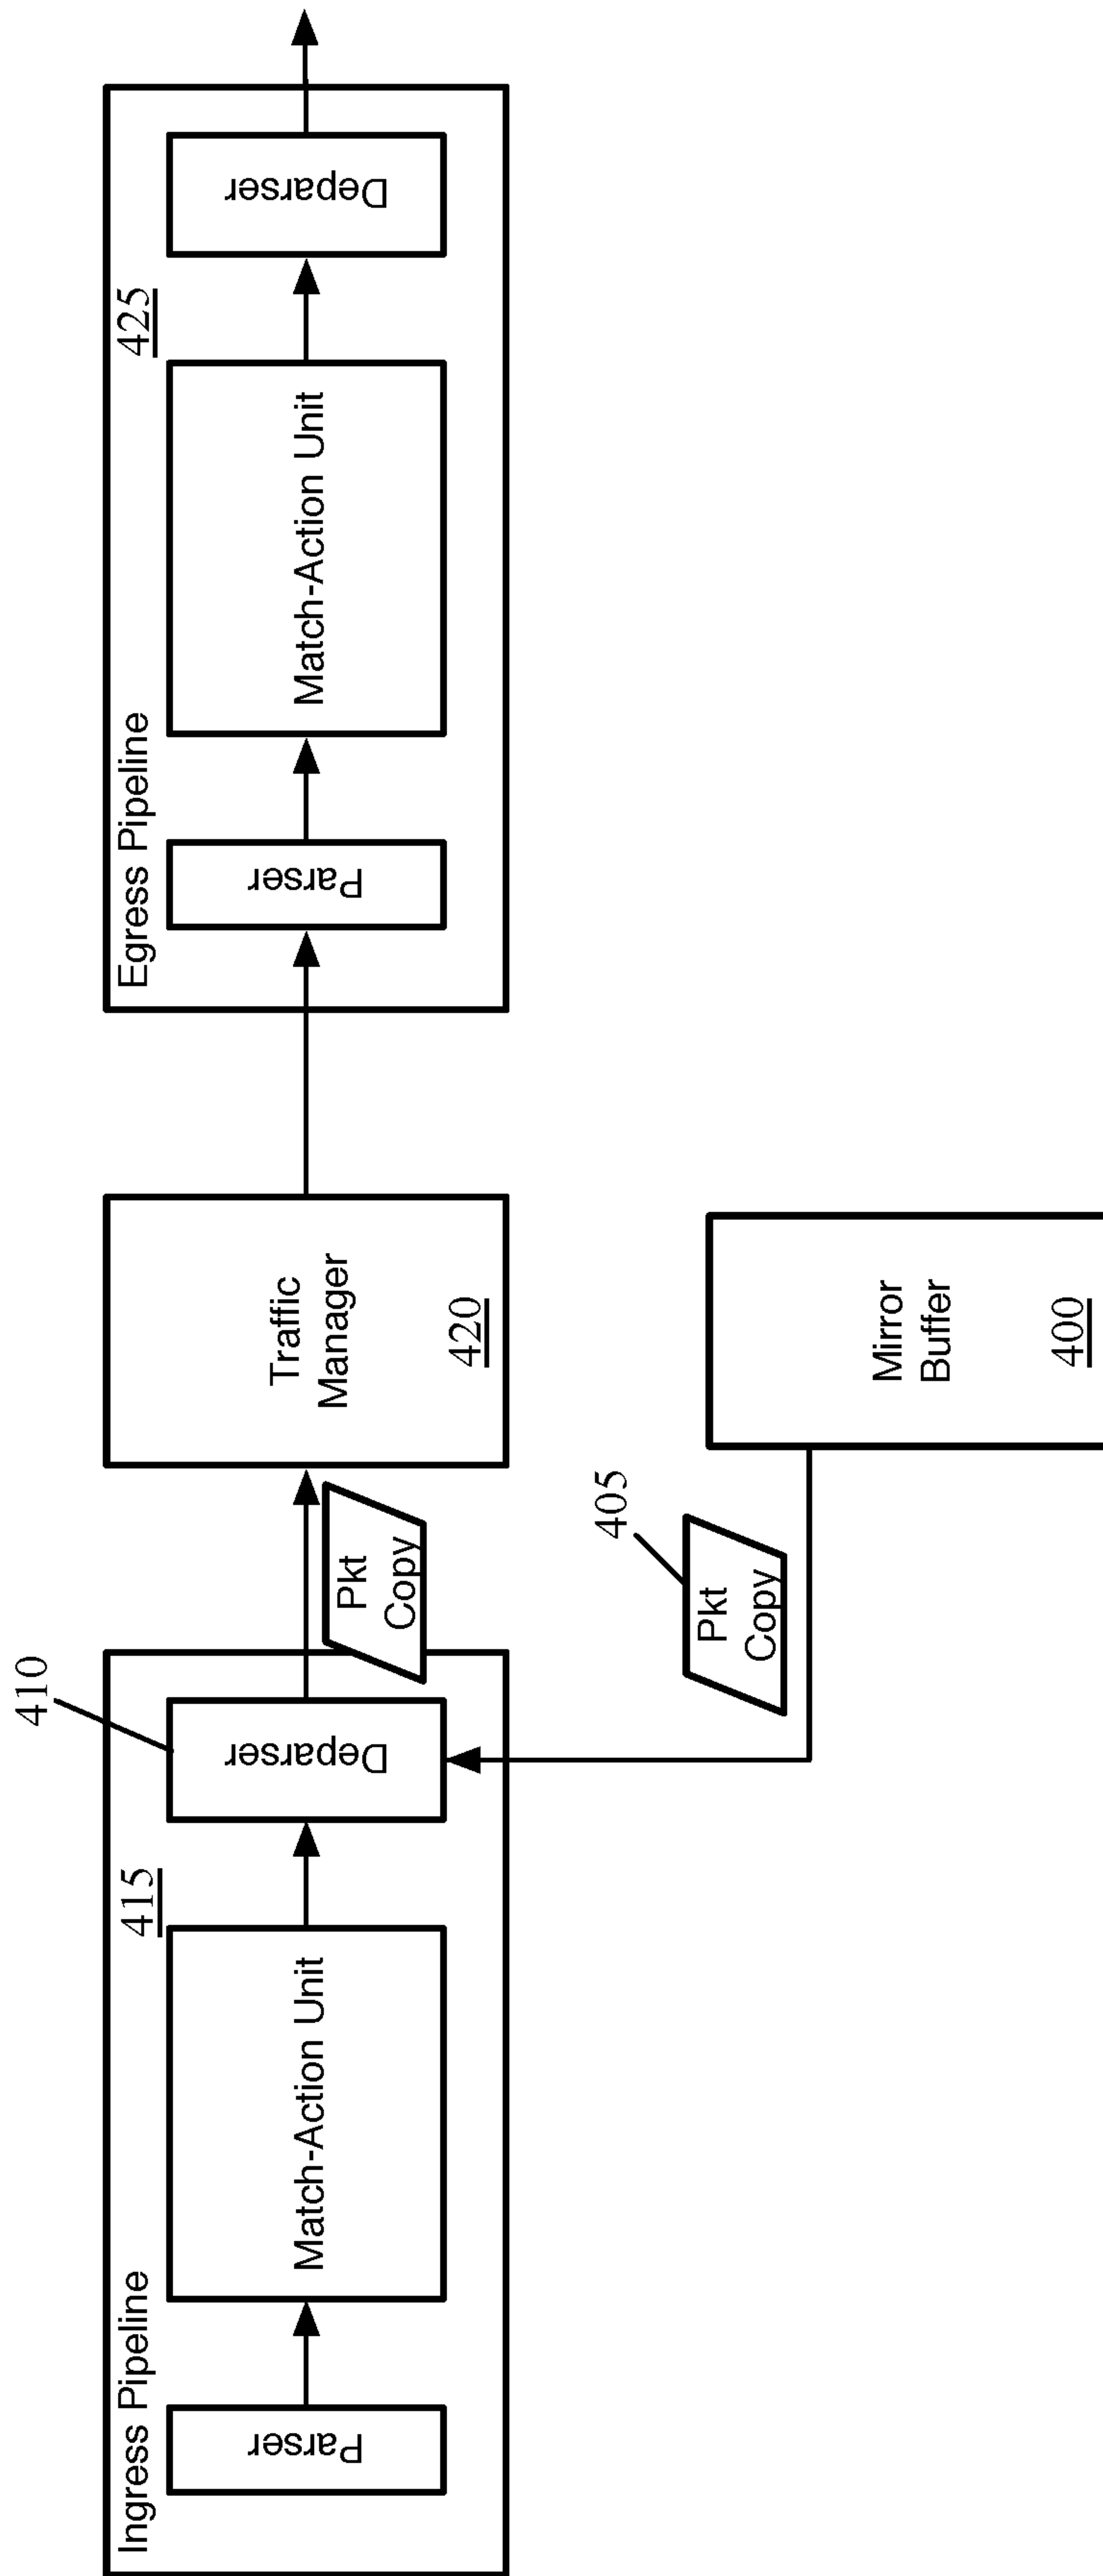 Ingress Pipeline
415
410
Parser
Match-Action Unit
Deparser
Pkt
Copy
Traffic
Manager
420
Egress Pipeline
425
Parser
Match-Action Unit
Deparser
405
Pkt
Copy
Mirror
Buffer
400